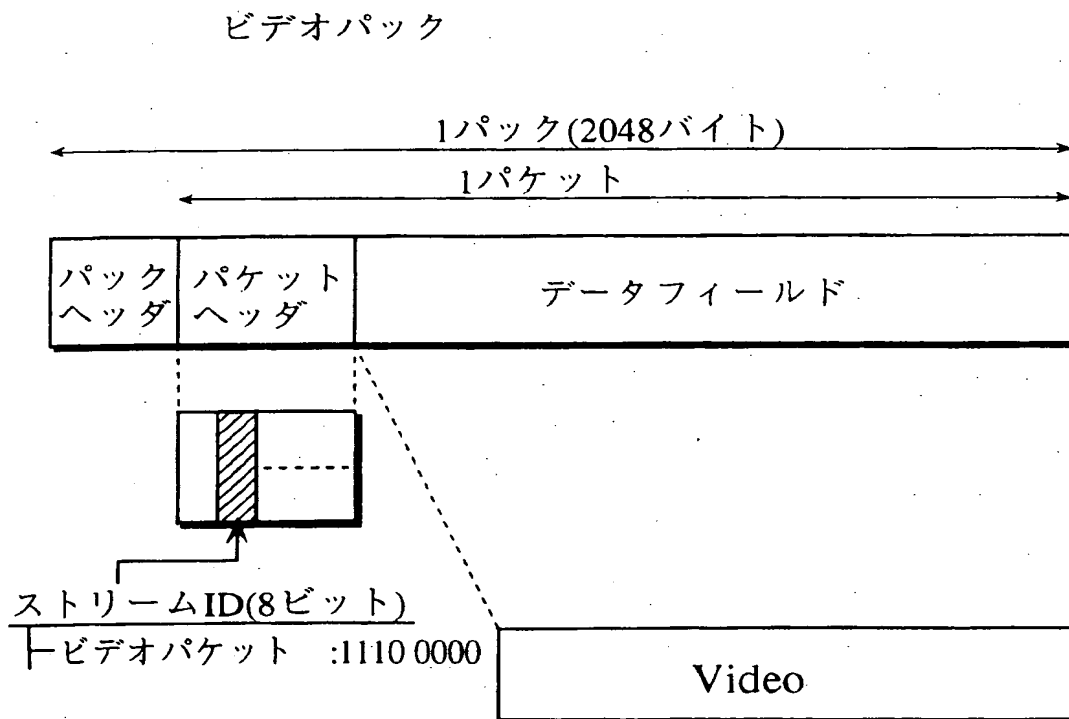 ビデオパック
1パック(2048バイト)
1パケット
パック
ヘッダ
パケット
ヘッダ
データフィールド
ストリームID(8ビット)
ビデオパケット :1110 0000
Video